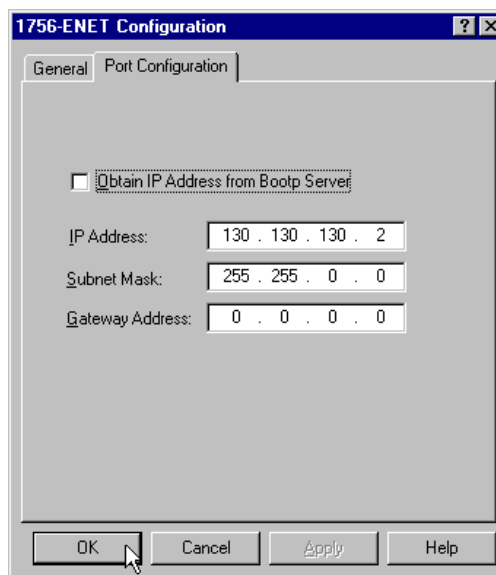 1756-ENET Configuration
General Port Configuration
Obtain IP Address from Bootp Server
IP Address: 130 . 130 . 130 . 2
Subnet Mask: 255 . 255 . 0 . 0
Gateway Address: 0 . 0 . 0 . 0
OK Cancel Apply Help